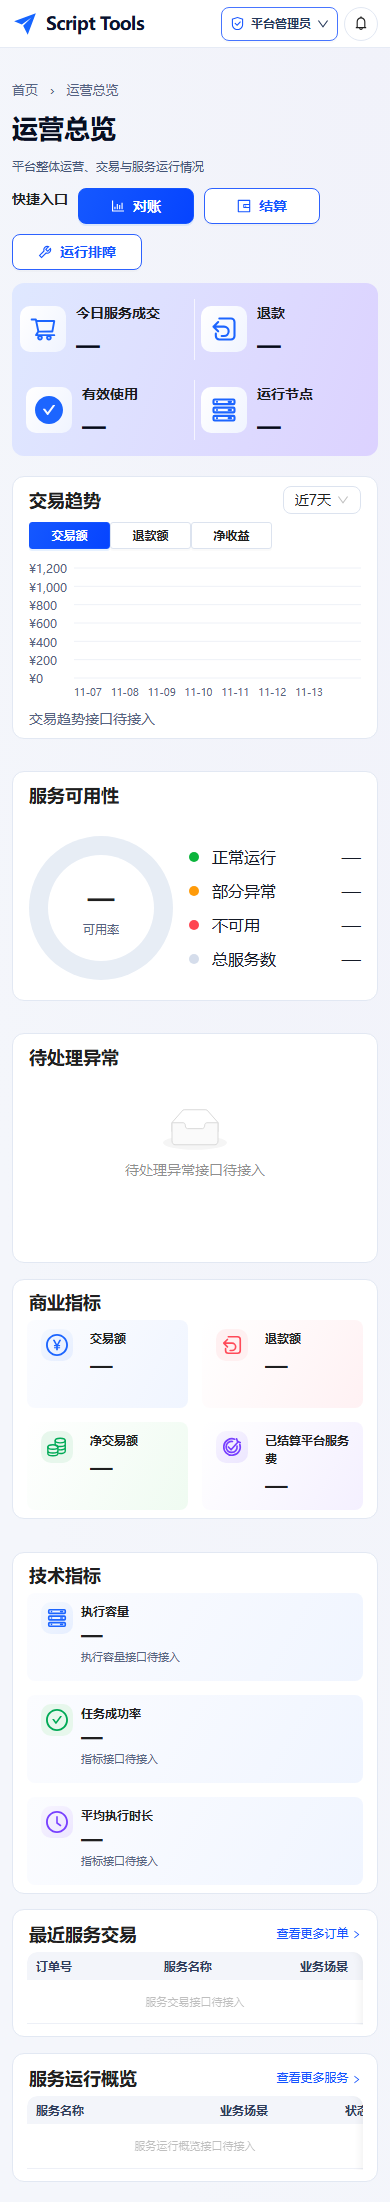 Script Tools
平台管理员
首页 › 运营总览
运营总览
平台整体运营、交易与服务运行情况
快捷入口 对账 结算
运行排障
今日服务成交
—
退款
—
有效使用
—
运行节点
—
交易趋势
近7天
交易额 退款额 净收益
¥1,200
¥1,000
¥800
¥600
¥400
¥200
¥0
11-07 11-08 11-09 11-10 11-11 11-12 11-13
交易趋势接口待接入
服务可用性
—
可用率
正常运行 —
部分异常 —
不可用 —
总服务数 —
待处理异常
待处理异常接口待接入
商业指标
交易额
—
退款额
—
净交易额
—
已结算平台服务
费
—
技术指标
执行容量
—
执行容量接口待接入
任务成功率
—
指标接口待接入
平均执行时长
—
指标接口待接入
最近服务交易
查看更多订单 >
订单号 服务名称 业务场景
服务交易接口待接入
服务运行概览
查看更多服务 >
服务名称 业务场景 状态
服务运行概览接口待接入